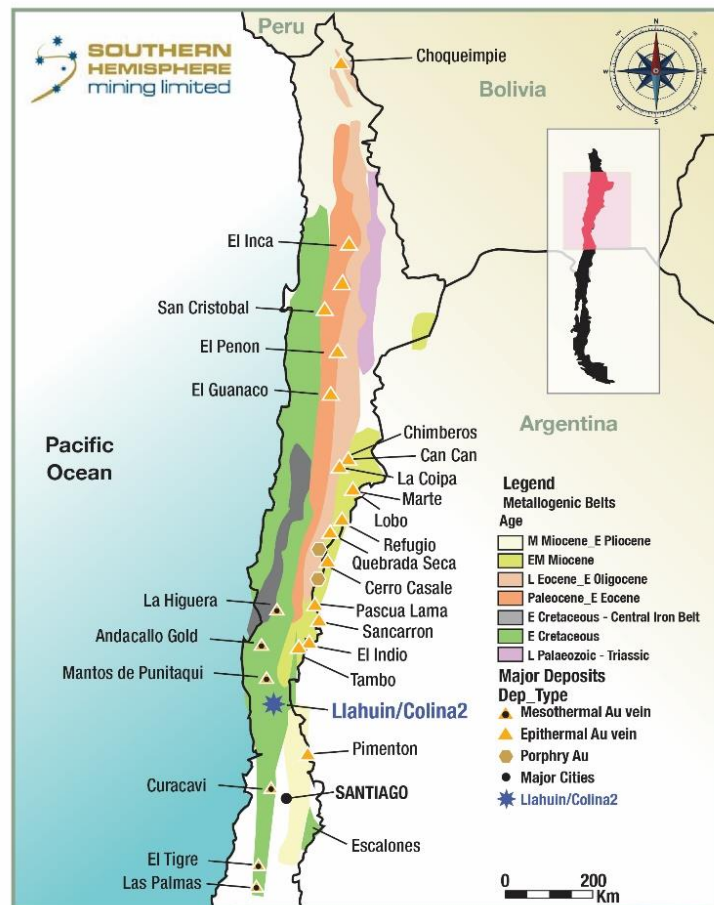 SOUTHERN
HEMISPHERE
mining limited
Peru
Choqueimpie
Bolivia
N
W
E
S
El Inca
San Cristobal
El Penon
El Guanaco
Argentina
Pacific
Ocean
Chimberos
Can Can
La Coipa
Marte
Lobo
Refugio
Quebrada Seca
Cerro Casale
La Higuera
Pascua Lama
Andacallo Gold
Sancarron
El Indio
Mantos de Punitaqui
Tambo
Llahuin/Colina2
Pimenton
Curacavi
SANTIAGO
Escalones
El Tigre
Las Palmas
Legend
Metallogenic Belts
Age
M Miocene_E Pliocene
EM Miocene
L Eocene_E Oligocene
Paleocene_E Eocene
E Cretaceous - Central Iron Belt
E Cretaceous
L Palaeozoic - Triassic
Major Deposits
Dep_Type
Mesothermal Au vein
Epithermal Au vein
Porphry Au
Major Cities
Llahuin/Colina2
0 200
Km